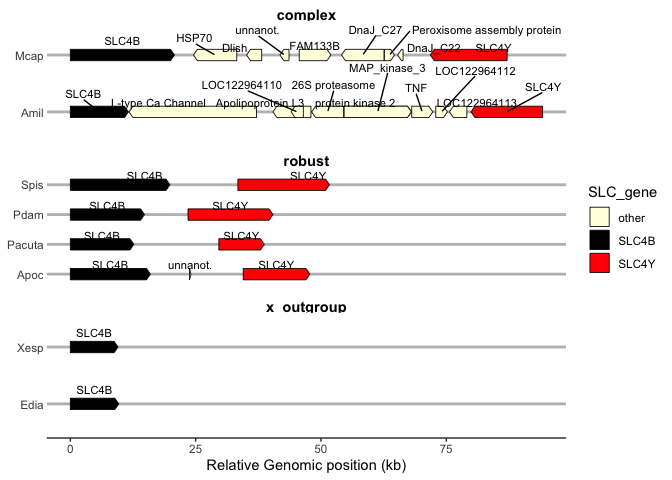 complex
unnanot.
DnaJ_C27
Peroxisome assembly protein
HSP70
SLC4B
Dlish
FAM133B
DnaJ_C22
SLC4Y
Mcap
MAP_kinase_3
LOC122964112
LOC122964110
26S proteasome
TNF
SLC4Y
SLC4B
L-type Ca Channel
Apolipoprotein L3
protein kinase 2
LOC122964113
Amil
robust
Spis
SLC4B
SLC4Y
Pdam
SLC4B
SLC4Y
Pacuta
SLC4B
SLC4Y
Apoc
SLC4B
unnanot.
SLC4Y
x_outgroup
Xesp
SLC4B
Edia
SLC4B
0
25
50
75
Relative Genomic position (kb)
SLC_gene
other
SLC4B
SLC4Y